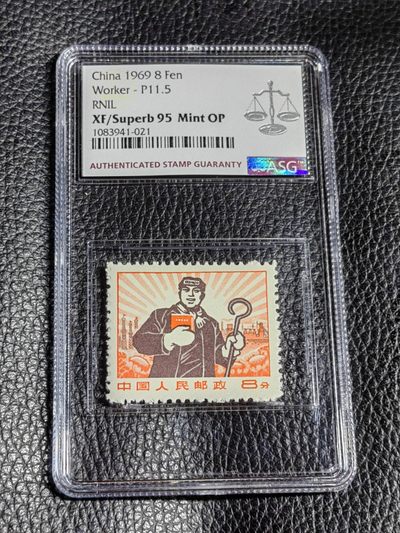 China 1969 8 Fen
Worker - P11.5
RNIL
XF/Superb 95 Mint OP
1083941-021
AUTHENTICATED STAMP GUARANTY
ASG
中国人民邮政 8分